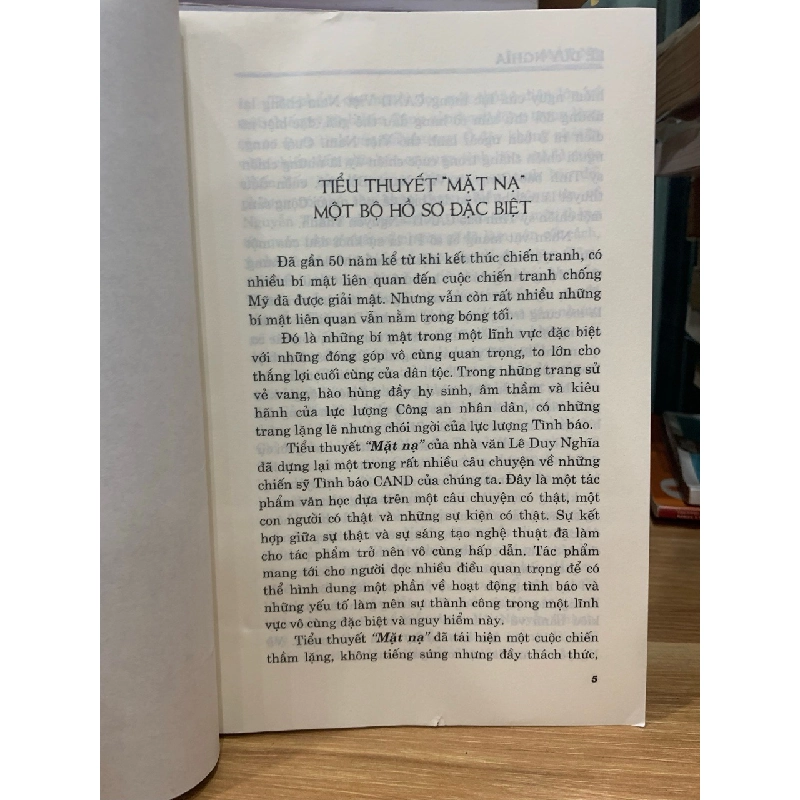 TIỂU THUYẾT "MẶT NẠ"
MỘT BỘ HỒ SƠ ĐẶC BIỆT
Đã gần 50 năm kể từ khi kết thúc chiến tranh, có
nhiều bí mật liên quan đến cuộc chiến tranh chống
Mỹ đã được giải mật. Nhưng vẫn còn rất nhiều những
bí mật liên quan vẫn nằm trong bóng tối.
Đó là những bí mật trong một lĩnh vực đặc biệt
với những đóng góp vô cùng quan trọng, to lớn cho
thắng lợi cuối cùng của dân tộc. Trong những trang sử
vẻ vang, hào hùng đầy hy sinh, âm thầm và kiêu
hãnh của lực lượng Công an nhân dân, có những
trang lặng lẽ nhưng chói ngời của lực lượng Tình báo.
Tiểu thuyết "Mặt nạ" của nhà văn Lê Duy Nghĩa
đã dựng lại một trong rất nhiều câu chuyện về những
chiến sỹ Tình báo CAND của chúng ta. Đây là một tác
phẩm văn học dựa trên một câu chuyện có thật, một
con người có thật và những sự kiện có thật. Sự kết
hợp giữa sự thật và sự sáng tạo nghệ thuật đã làm
cho tác phẩm trở nên vô cùng hấp dẫn. Tác phẩm
mang tới cho người đọc nhiều điều quan trọng để có
thể hình dung một phần về hoạt động tình báo và
những yếu tố làm nên sự thành công trong một lĩnh
vực vô cùng đặc biệt và nguy hiểm này.
Tiểu thuyết "Mặt nạ" đã tái hiện một cuộc chiến
thầm lặng, không tiếng súng nhưng đầy thách thức,
5